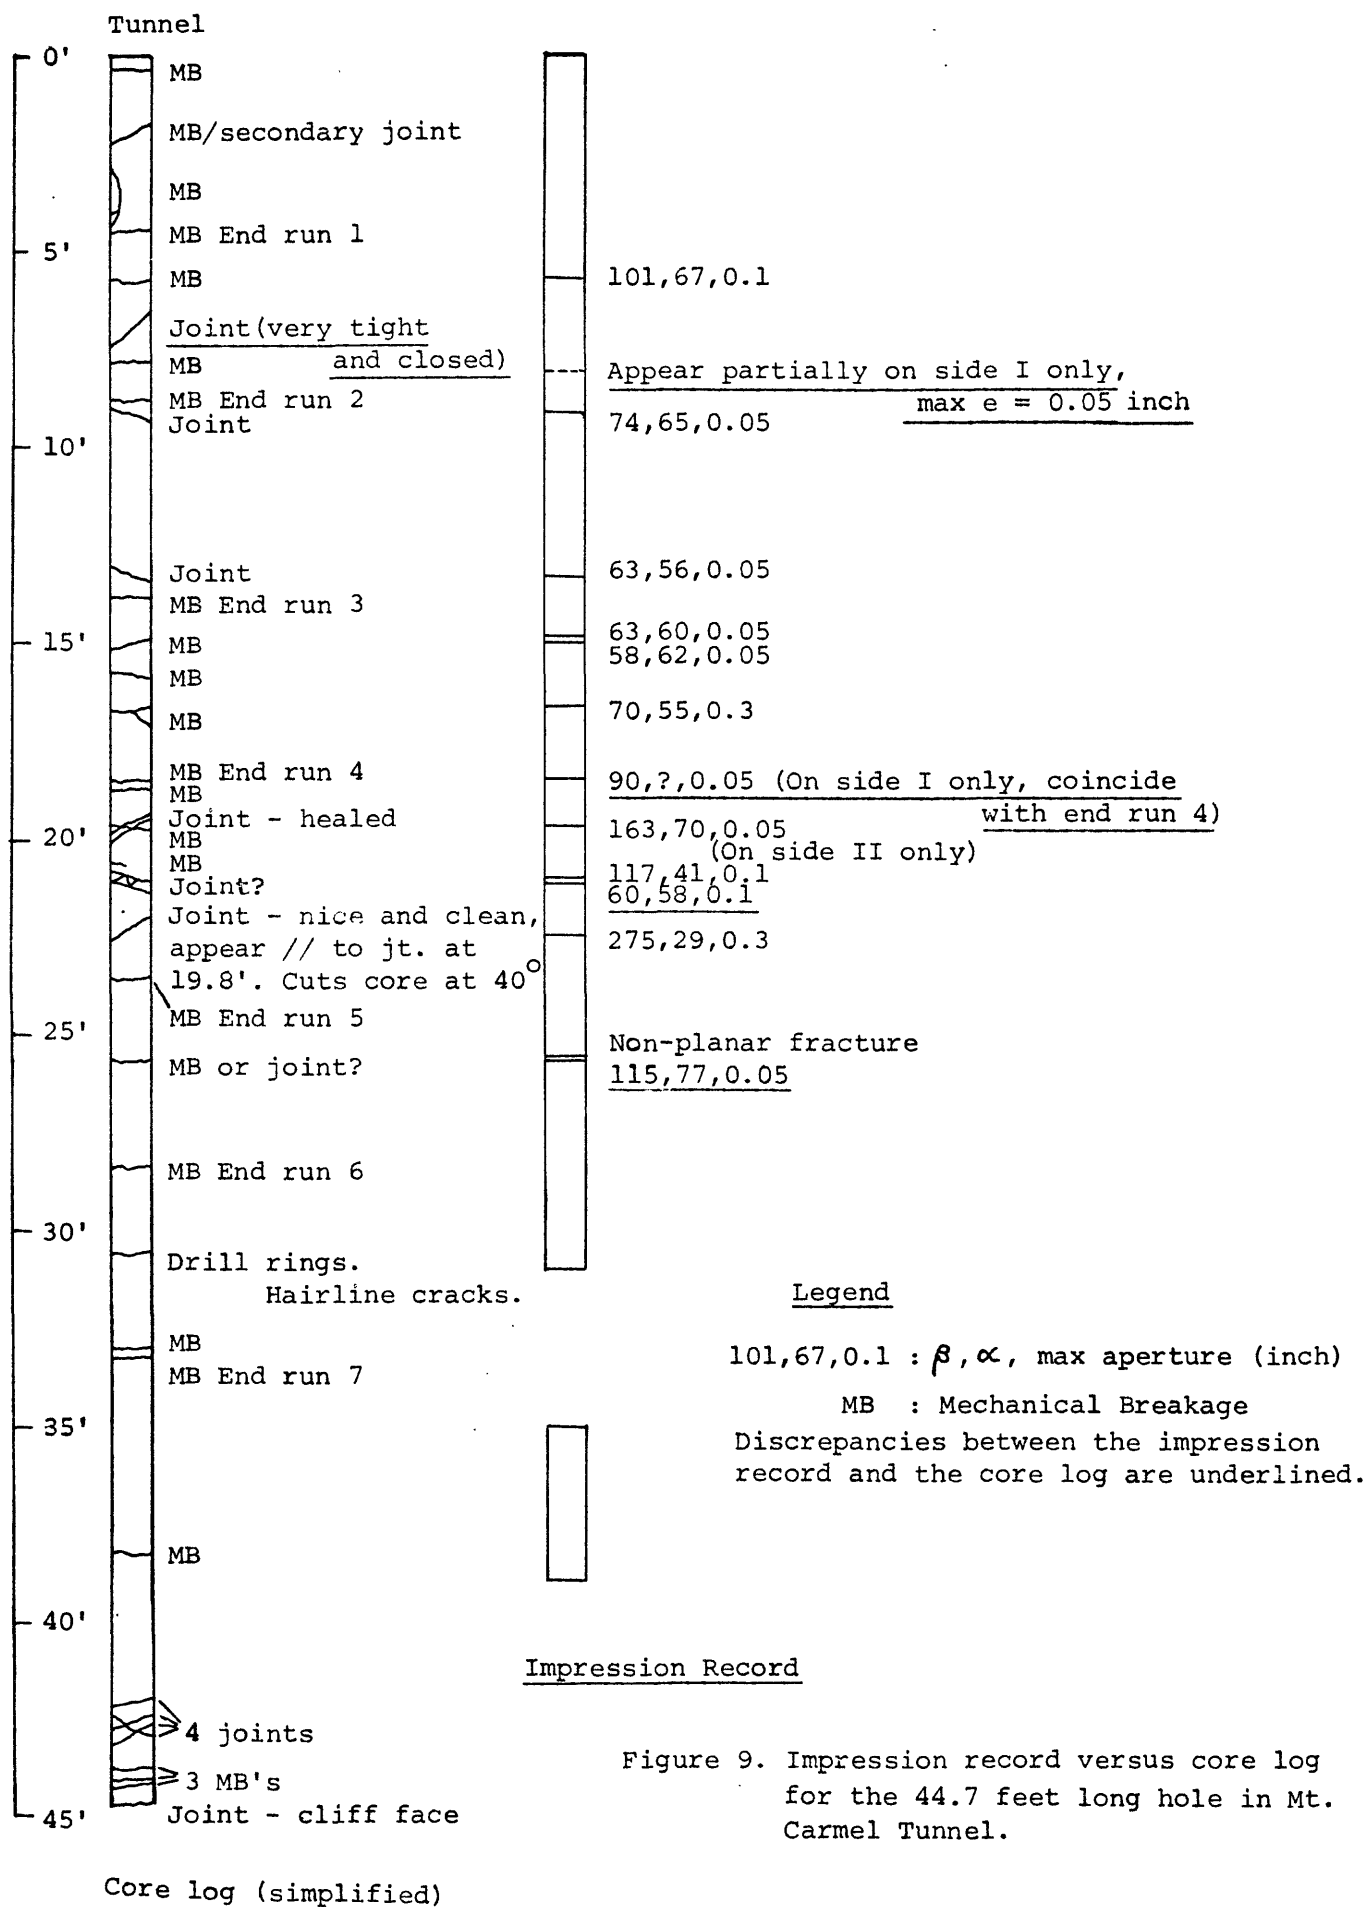 Tunnel
0'
MB
MB/secondary joint
MB
MB End run 1
5'
MB
101,67,0.1
Joint(very tight
and closed)
MB
Appear partially on side I only,
max e = 0.05 inch
MB End run 2
Joint
74,65,0.05
10'
Joint
63,56,0.05
MB End run 3
15'
MB
63,60,0.05
58,62,0.05
MB
MB
70,55,0.3
MB End run 4
MB
90,?,0.05 (On side I only, coincide
with end run 4)
Joint - healed
20'
MB
163,70,0.05
(On side II only)
MB
Joint?
117,41,0.1
60,58,0.1
Joint - nice and clean,
appear // to jt. at
19.8'. Cuts core at 40°
275,29,0.3
MB End run 5
25'
MB or joint?
Non-planar fracture
115,77,0.05
MB End run 6
30'
Drill rings.
Hairline cracks.
MB
MB End run 7
Legend
101,67,0.1 : β, α, max aperture (inch)
MB : Mechanical Breakage
Discrepancies between the impression
record and the core log are underlined.
35'
MB
40'
Impression Record
4 joints
3 MB's
45'
Joint - cliff face
Figure 9. Impression record versus core log
for the 44.7 feet long hole in Mt.
Carmel Tunnel.
Core log (simplified)